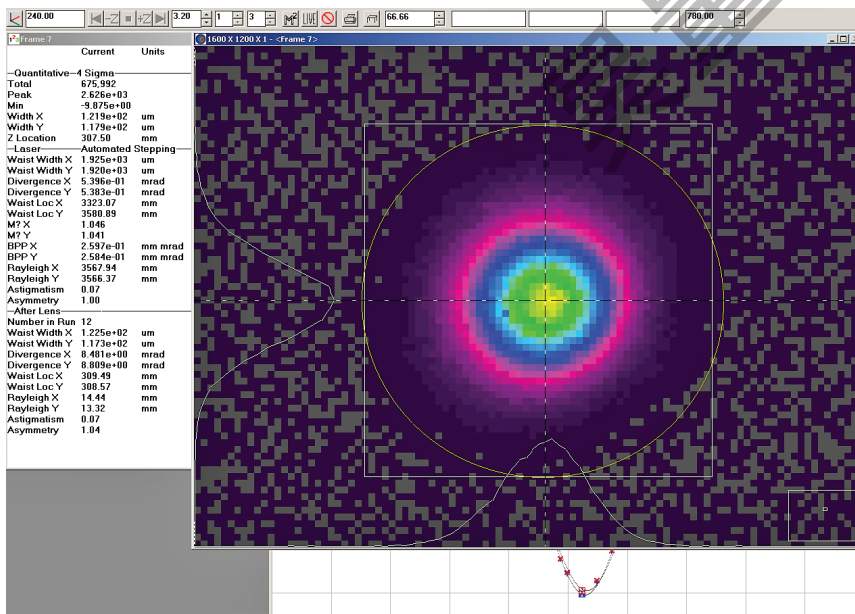 240.00 -Z +Z 3.20 1 3 M² LIVE 66.66 780.00
Frame 7
1600 X 1200 X 1 - <Frame 7>
Current Units
Quantitative 4 Sigma
Total 675,992
Peak 2.626e+03
Min -9.875e+00
Width X 1.219e+02 um
Width Y 1.179e+02 um
Z Location 307.50 mm
Laser Automated Stepping
Waist Width X 1.925e+03 um
Waist Width Y 1.920e+03 um
Divergence X 5.396e-01 mrad
Divergence Y 5.383e-01 mrad
Waist Loc X 3323.07 mm
Waist Loc Y 3580.89 mm
M? X 1.046
M? Y 1.041
BPP X 2.597e-01 mm mrad
BPP Y 2.584e-01 mm mrad
Rayleigh X 3567.94 mm
Rayleigh Y 3566.37 mm
Astigmatism 0.07
Asymmetry 1.00
After Lens
Number in Run 12
Waist Width X 1.225e+02 um
Waist Width Y 1.173e+02 um
Divergence X 8.481e+00 mrad
Divergence Y 8.809e+00 mrad
Waist Loc X 309.49 mm
Waist Loc Y 308.57 mm
Rayleigh X 14.44 mm
Rayleigh Y 13.32 mm
Astigmatism 0.07
Asymmetry 1.04